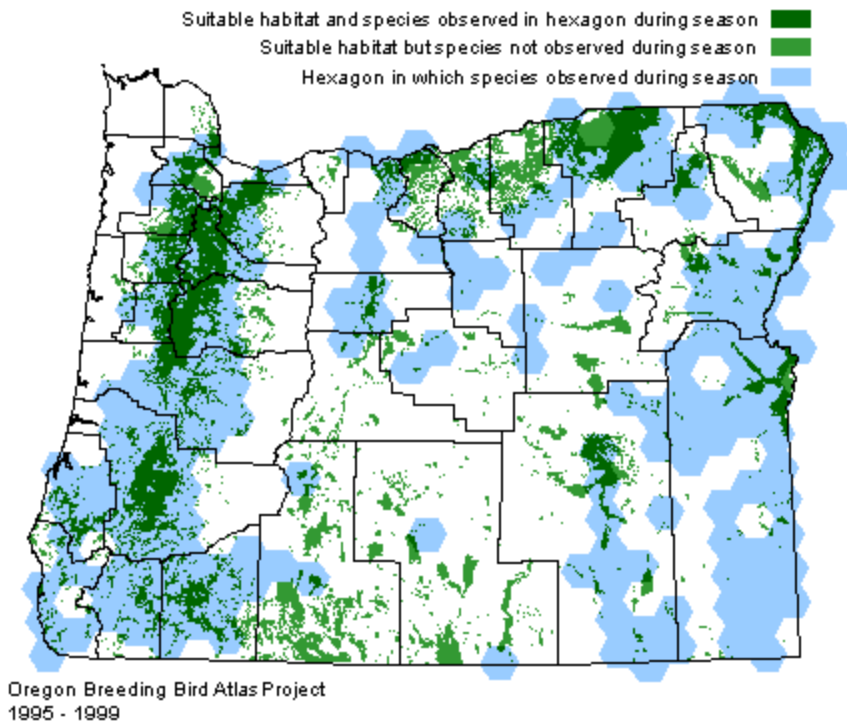 Suitable habitat and species observed in hexagon during season
Suitable habitat but species not observed during season
Hexagon in which species observed during season
Oregon Breeding Bird Atlas Project
1995 - 1999